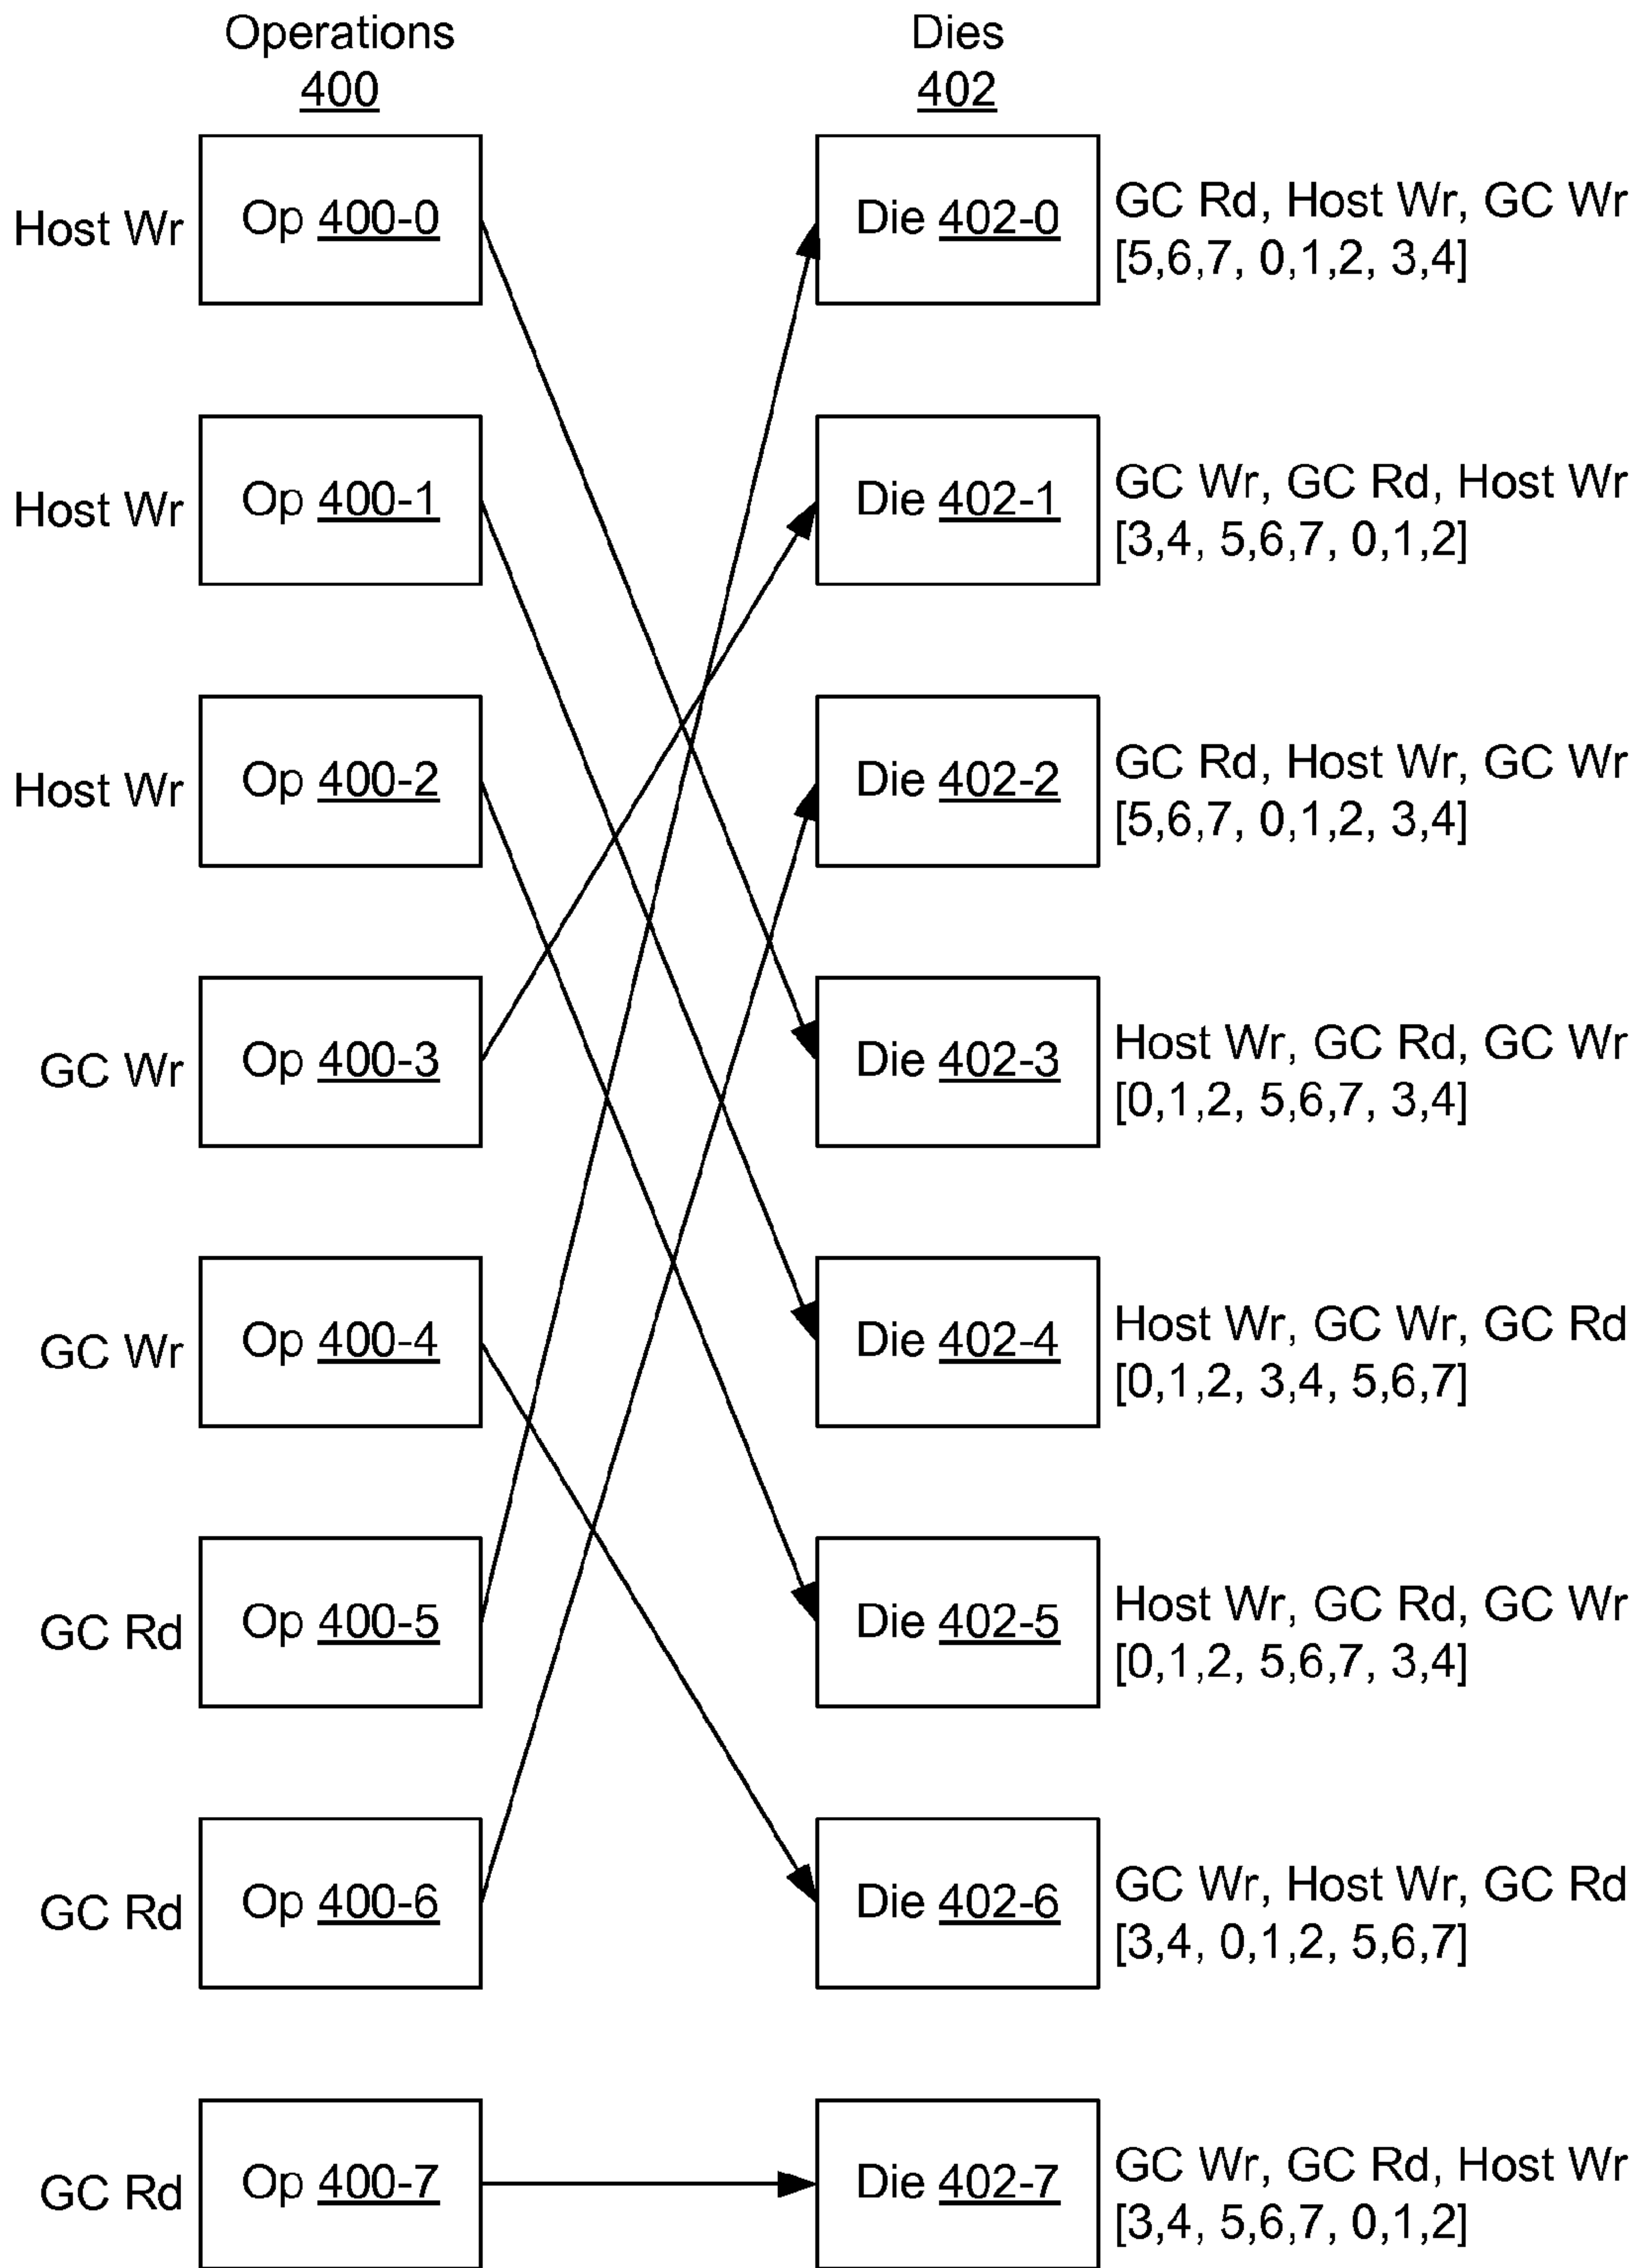 Operations
400
Dies
402
Host Wr
Op 400-0
Die 402-0
GC Rd, Host Wr, GC Wr
[5,6,7, 0,1,2, 3,4]
Host Wr
Op 400-1
Die 402-1
GC Wr, GC Rd, Host Wr
[3,4, 5,6,7, 0,1,2]
Host Wr
Op 400-2
Die 402-2
GC Rd, Host Wr, GC Wr
[5,6,7, 0,1,2, 3,4]
GC Wr
Op 400-3
Die 402-3
Host Wr, GC Rd, GC Wr
[0,1,2, 5,6,7, 3,4]
GC Wr
Op 400-4
Die 402-4
Host Wr, GC Wr, GC Rd
[0,1,2, 3,4, 5,6,7]
GC Rd
Op 400-5
Die 402-5
Host Wr, GC Rd, GC Wr
[0,1,2, 5,6,7, 3,4]
GC Rd
Op 400-6
Die 402-6
GC Wr, Host Wr, GC Rd
[3,4, 0,1,2, 5,6,7]
GC Rd
Op 400-7
Die 402-7
GC Wr, GC Rd, Host Wr
[3,4, 5,6,7, 0,1,2]